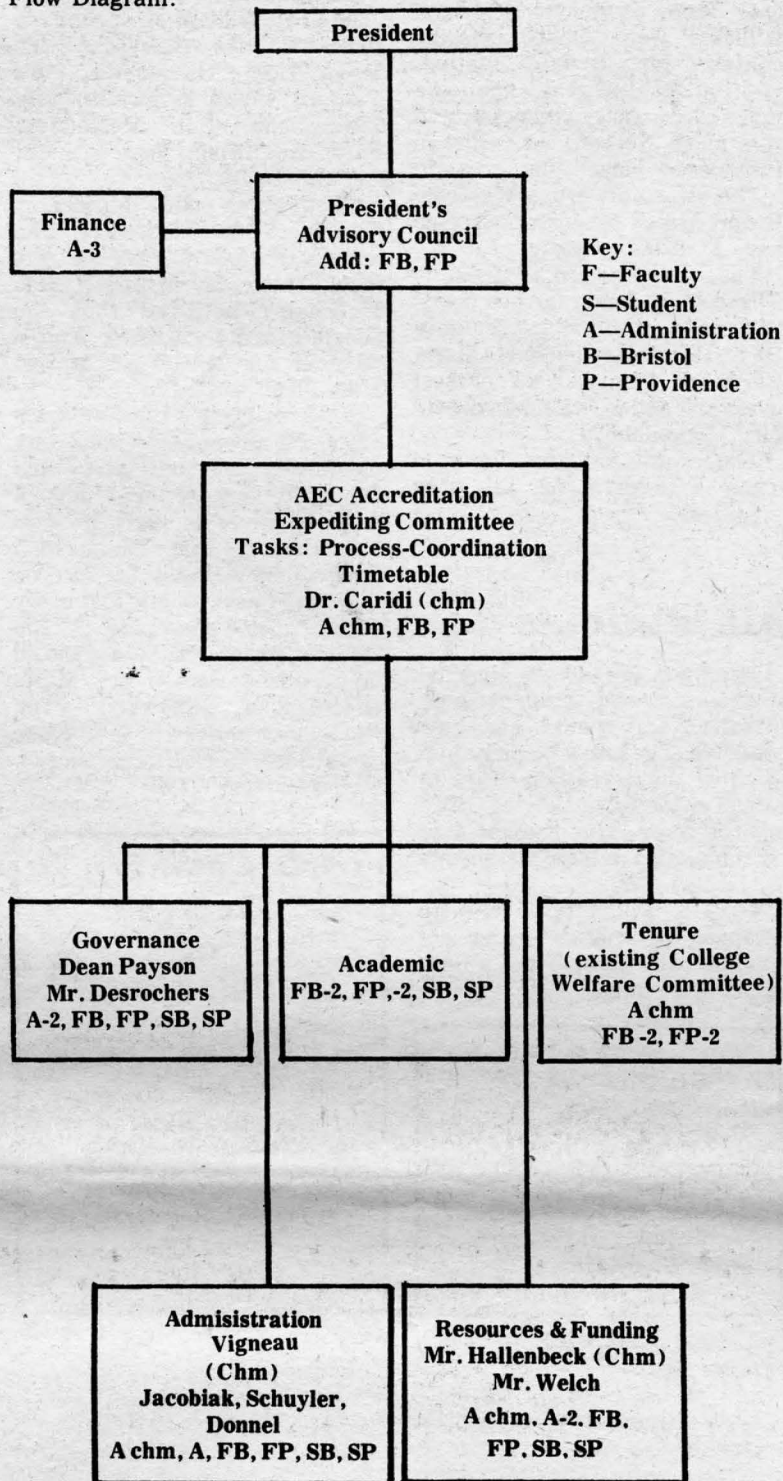 Flow Diagram:
President
Finance
A-3
President's
Advisory Council
Add: FB, FP
Key:
F—Faculty
S—Student
A—Administration
B—Bristol
P—Providence
AEC Accreditation
Expediting Committee
Tasks: Process-Coordination
Timetable
Dr. Caridi (chm)
A chm, FB, FP
Governance
Dean Payson
Mr. Desrochers
A-2, FB, FP, SB, SP
Academic
FB-2, FP,-2, SB, SP
Tenure
(existing College
Welfare Committee)
A chm
FB -2, FP-2
Admisistration
Vigneau
(Chm)
Jacobiak, Schuyler,
Donnel
A chm, A, FB, FP, SB, SP
Resources & Funding
Mr. Hallenbeck (Chm)
Mr. Welch
A chm. A-2. FB.
FP. SB. SP